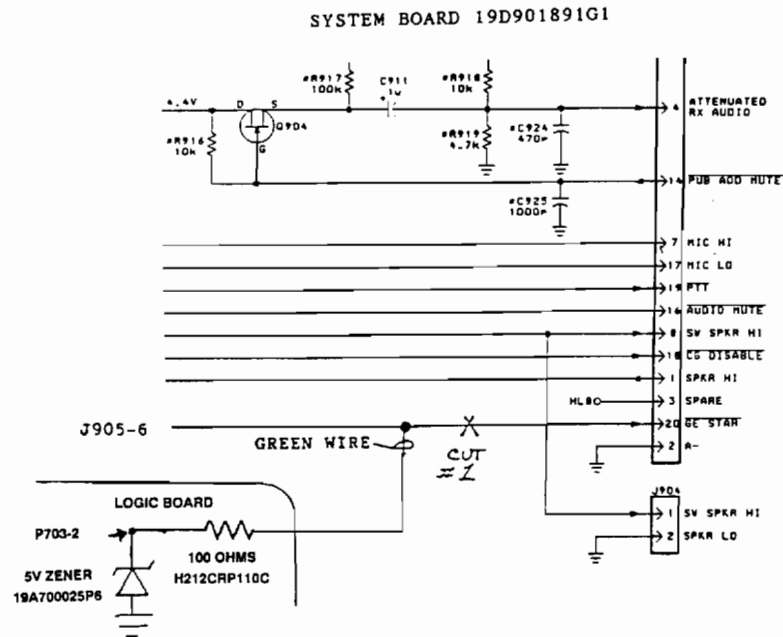 SYSTEM BOARD 19D901891G1
*R917
100k
C911
1u
+
*R918
10k
4.4V
D
S
Q904
G
*R916
10k
*R919
4.7k
*C924
470P
4 ATTENUATED
RX AUDIO
14 PUB ADD MUTE
*C925
1000P
7 MIC HI
17 MIC LO
19 PTT
16 AUDIO MUTE
8 SW SPKR HI
18 CG DISABLE
1 SPKR HI
HL80 3 SPARE
J905-6
20 GE STAR
GREEN WIRE
CUT
#1
2 A-
LOGIC BOARD
J904
P703-2
1 SW SPKR HI
2 SPKR LO
100 OHMS
H212CRP110C
5V ZENER
19A700025P6